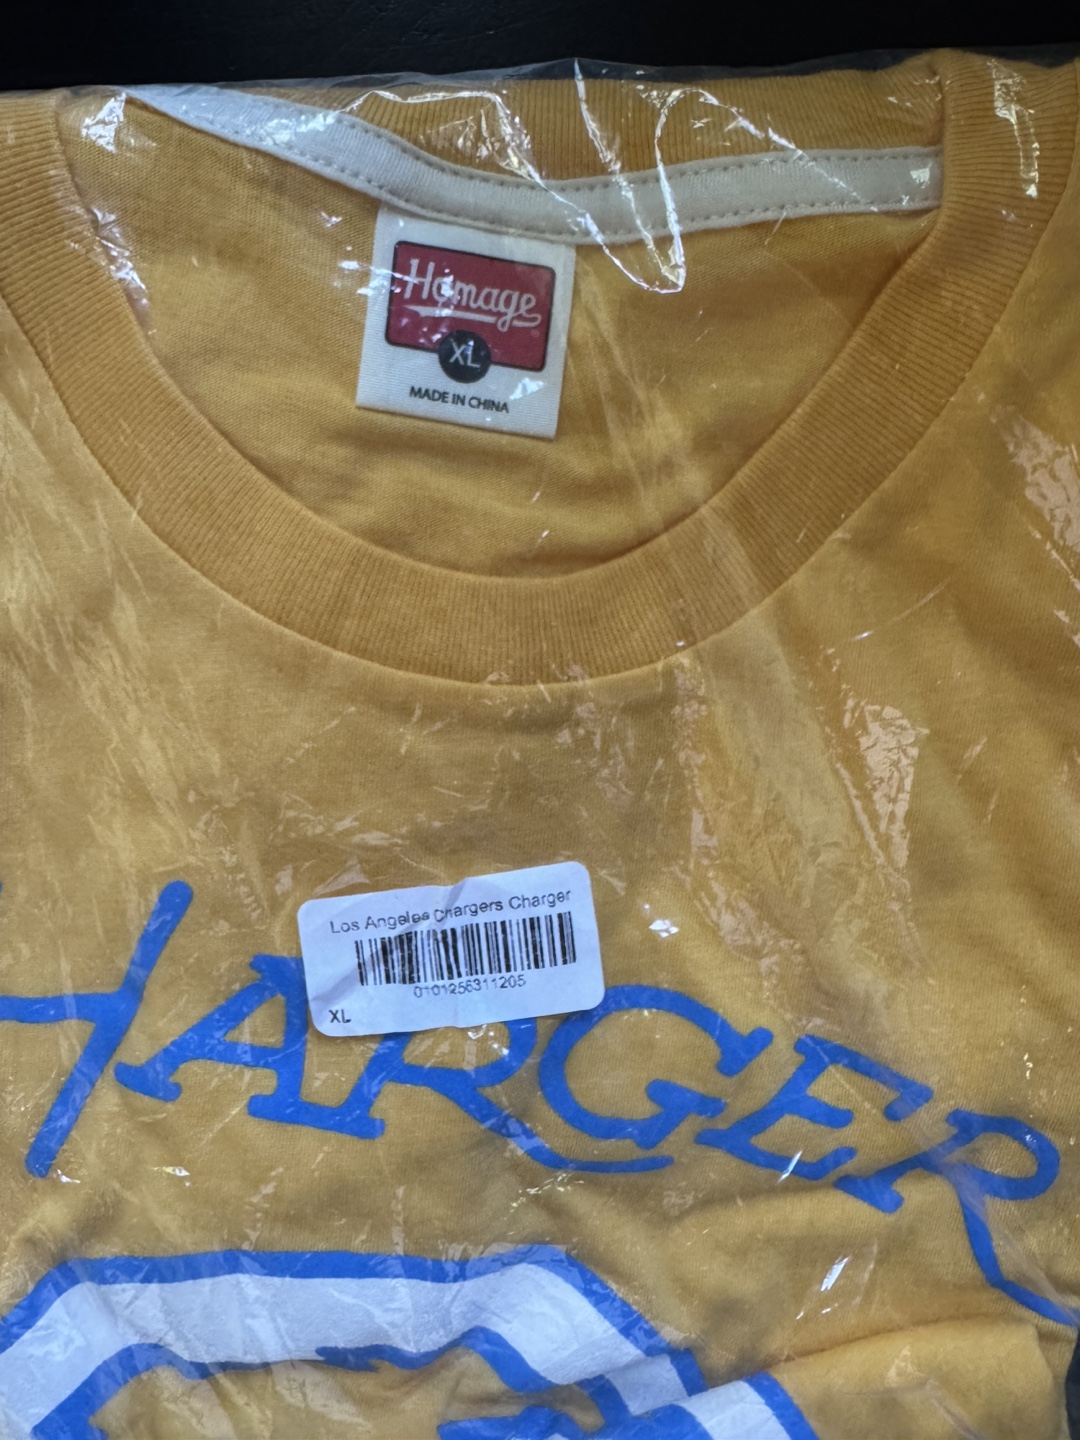 Homage
XL
MADE IN CHINA
Los Angeles Chargers Charger
0101256311205
XL
HARGER